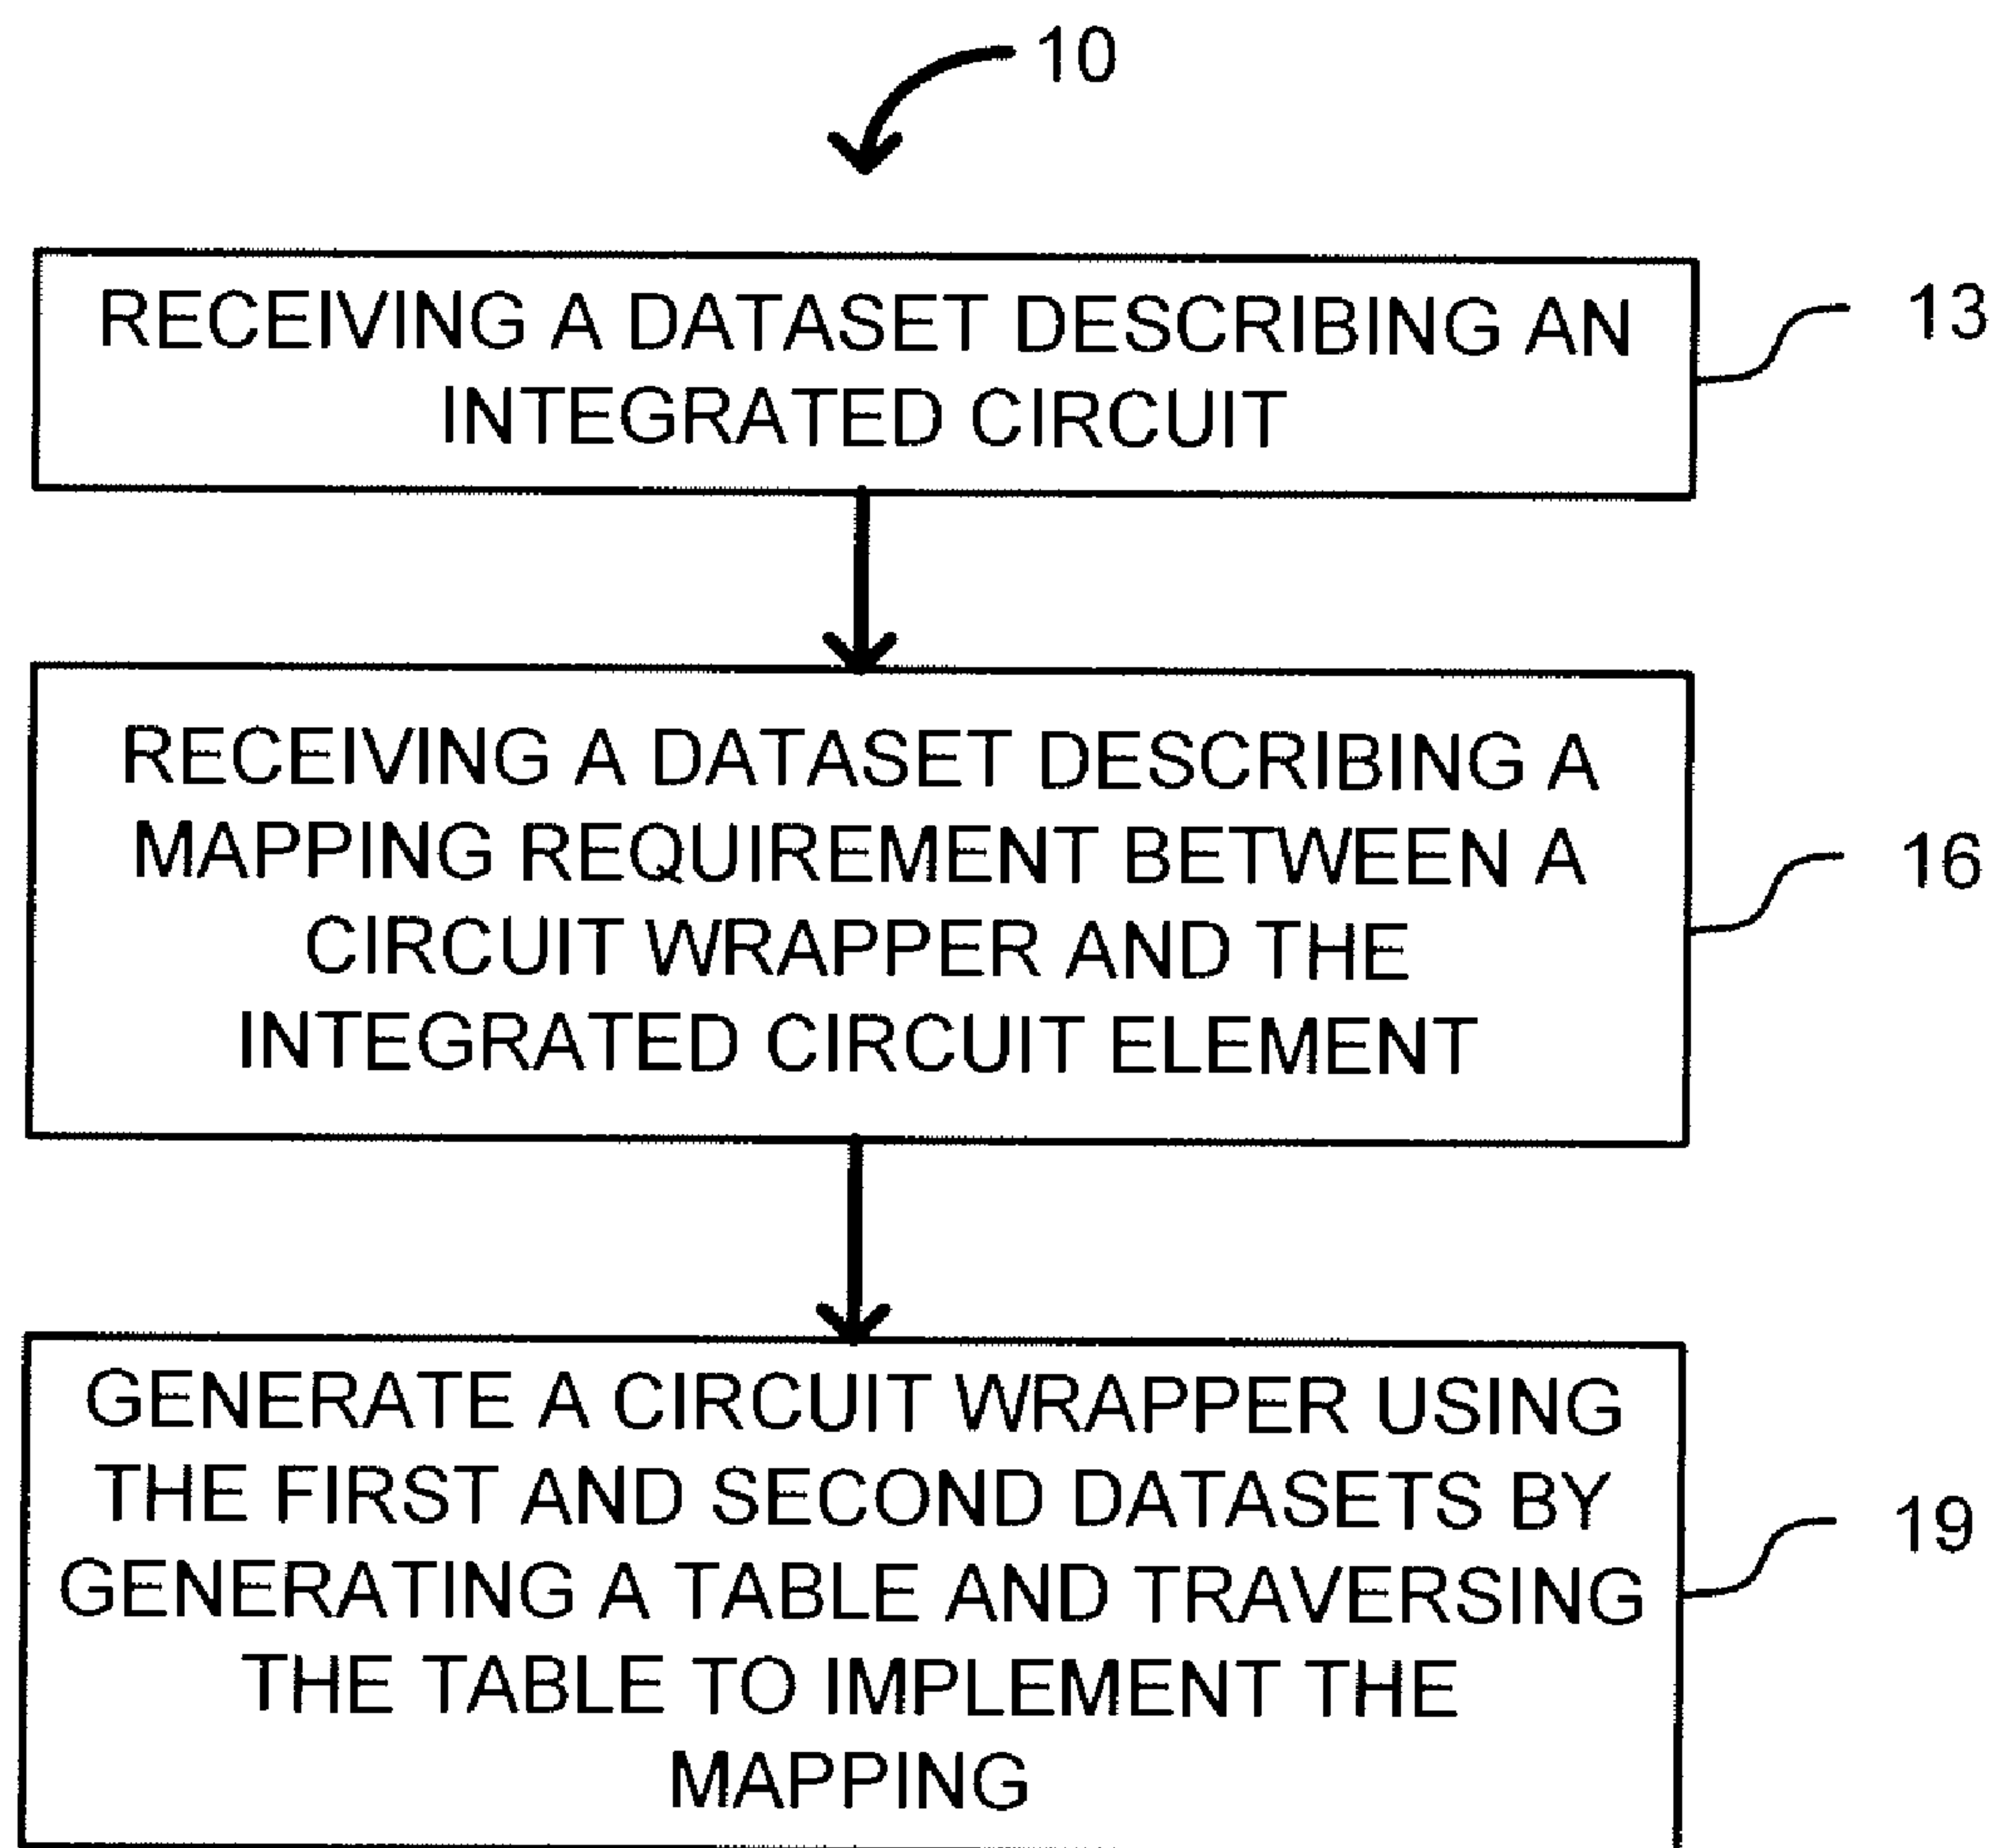 10
RECEIVING A DATASET DESCRIBING AN
INTEGRATED CIRCUIT
13
RECEIVING A DATASET DESCRIBING A
MAPPING REQUIREMENT BETWEEN A
CIRCUIT WRAPPER AND THE
INTEGRATED CIRCUIT ELEMENT
16
GENERATE A CIRCUIT WRAPPER USING
THE FIRST AND SECOND DATASETS BY
GENERATING A TABLE AND TRAVERSING
THE TABLE TO IMPLEMENT THE
MAPPING
19